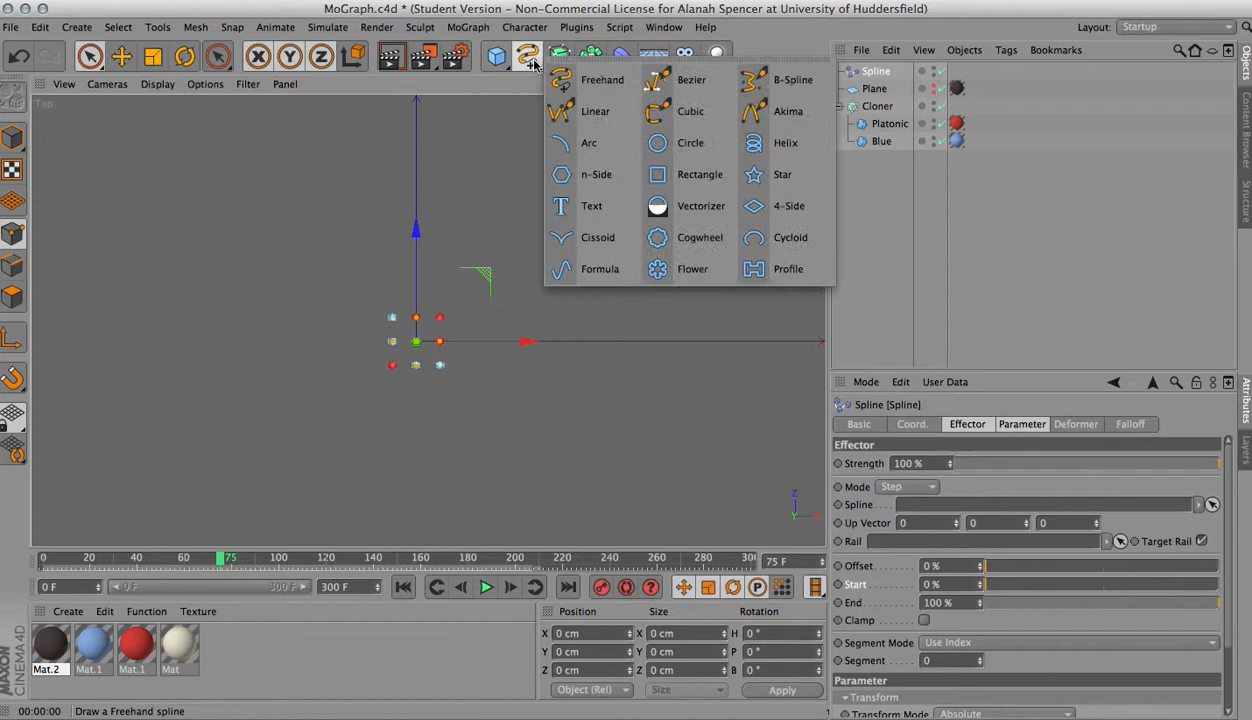 MoGraph.c4d * (Student Version - Non-Commercial License for Alanah Spencer at University of Huddersfield)
File Edit Create Select Tools Mesh Snap Animate Simulate Render Sculpt MoGraph Character Plugins Script Window Help Layout: Startup
X Y Z
File Edit View Objects Tags Bookmarks
View Cameras Display Options Filter Panel
Top
Freehand Bezier B-Spline
Linear Cubic Akima
Arc Circle Helix
n-Side Rectangle Star
Text Vectorizer 4-Side
Cissoid Cogwheel Cycloid
Formula Flower Profile
Spline
Plane
Cloner
Platonic
Blue
Objects
Structure
Attributes
Layers
Mode Edit User Data
Spline [Spline]
Basic Coord. Effector Parameter Deformer Falloff
Effector
Strength 100 %
Mode Step
Spline
Up Vector 0 0 0
Rail Target Rail
Offset 0 %
Start 0 %
End 100 %
Clamp
Segment Mode Use Index
Segment 0
Parameter
Transform
Transform Mode Absolute
Z
Y X
0 20 40 60 75 100 120 140 160 180 200 220 240 260 280 30 75 F
0 F 0 F 300 F 300 F
Create Edit Function Texture
Mat.2 Mat.1 Mat.1 Mat
Position Size Rotation
X 0 cm X 0 cm H 0 °
Y 0 cm Y 0 cm P 0 °
Z 0 cm Z 0 cm B 0 °
Object (Rel) Size Apply
MAXON CINEMA4D
00:00:00 Draw a Freehand spline